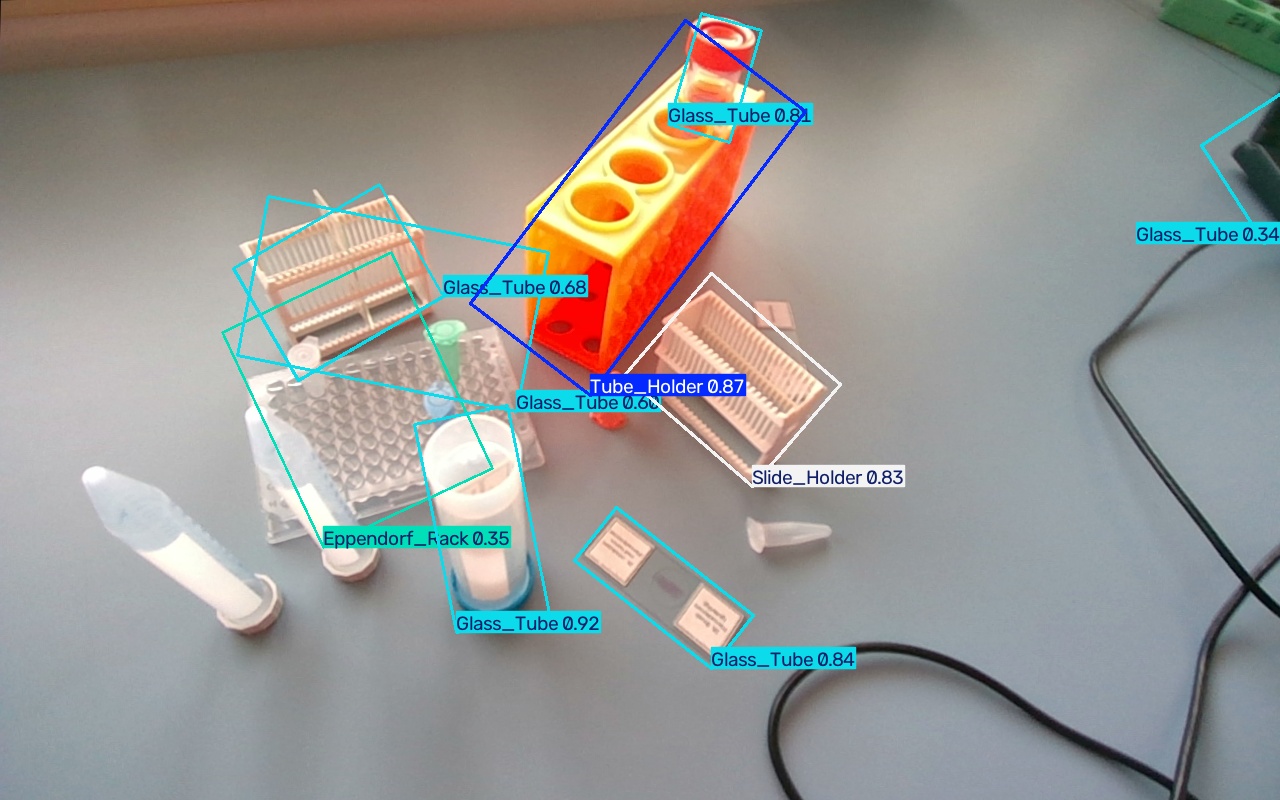 Glass_Tube 0.81
Glass_Tube 0.34
Glass_Tube 0.68
Tube_Holder 0.87
Glass_Tube 0.60
Slide_Holder 0.83
Eppendorf_Rack 0.35
Glass_Tube 0.92
Glass_Tube 0.84